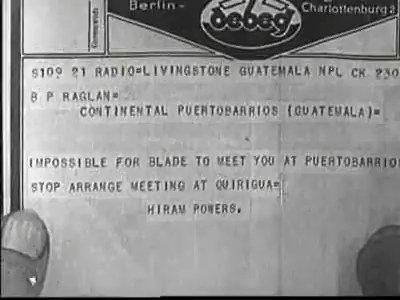 Berlin-
Charlottenburg 2
debeg
S109 21 RADIO=LIVINGSTONE GUATEMALA NPL CK 230
B P RAGLAN=
CONTINENTAL PUERTOBARRIOS (GUATEMALA)=
IMPOSSIBLE FOR BLADE TO MEET YOU AT PUERTOBARRIO
STOP ARRANGE MEETING AT QUIRIGUA=
HIRAM POWERS.